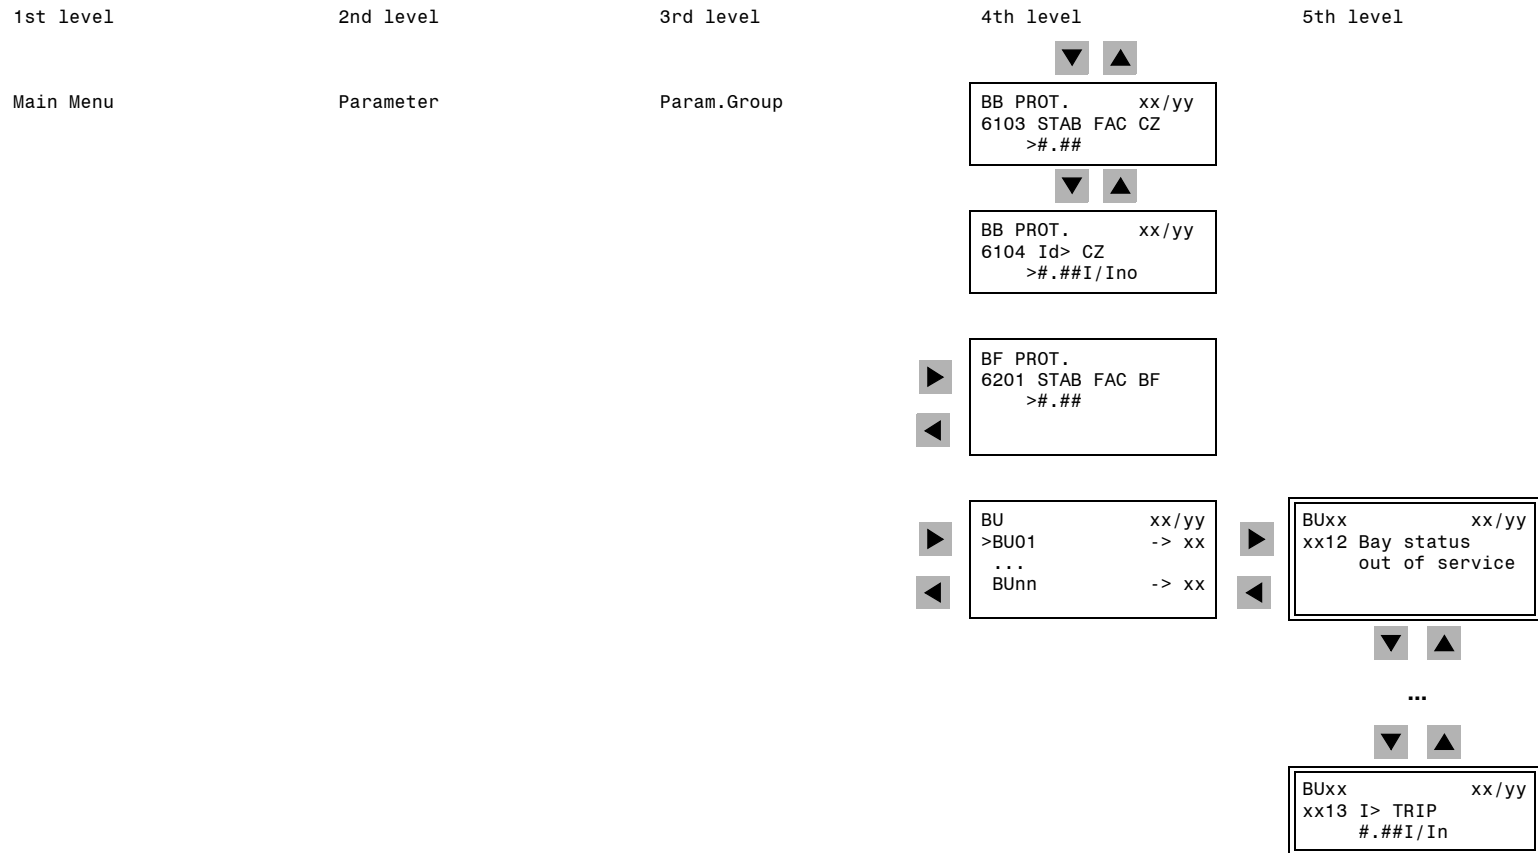 1st level 2nd level 3rd level 4th level 5th level
Main Menu Parameter Param.Group
BB PROT. xx/yy
6103 STAB FAC CZ
>#.##
BB PROT. xx/yy
6104 Id> CZ
>#.##I/Ino
BF PROT.
6201 STAB FAC BF
>#.##
BU xx/yy
>BU01 -> xx
...
BUnn -> xx
BUxx xx/yy
xx12 Bay status
out of service
...
BUxx xx/yy
xx13 I> TRIP
#.##I/In